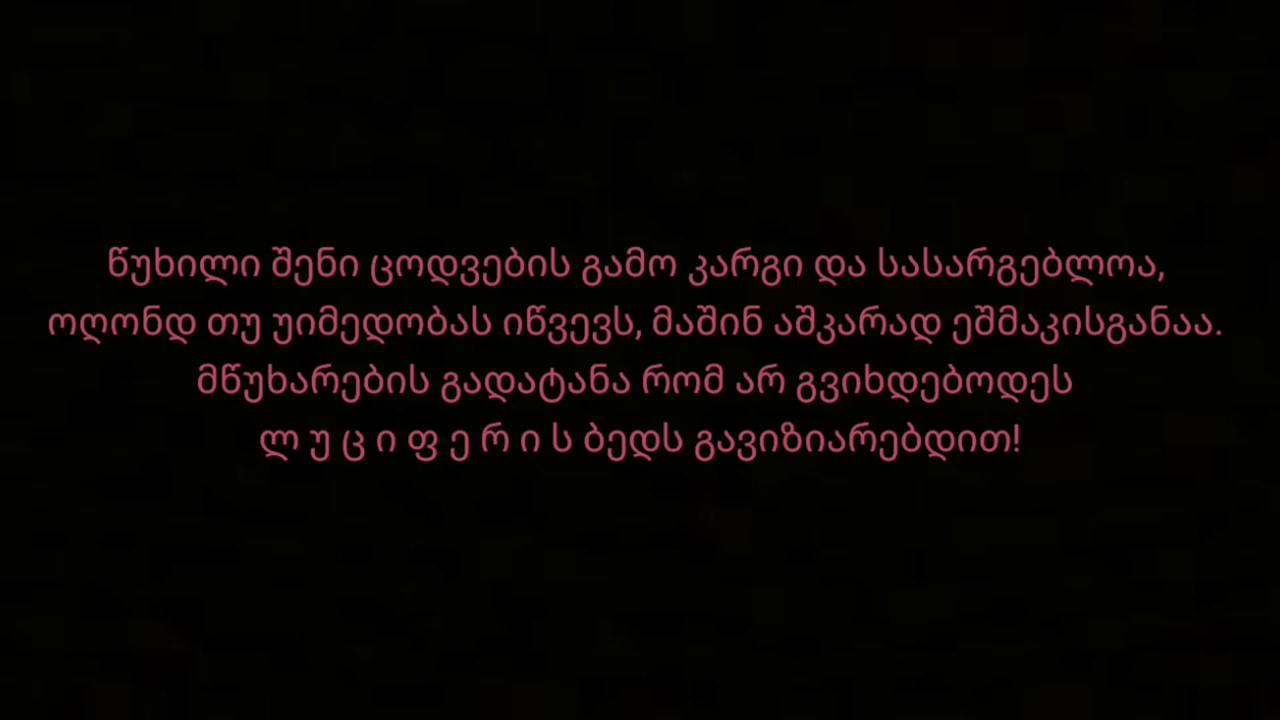 წუხილი შენი ცოდვების გამო კარგი და სასარგებლოა,
ოღონდ თუ უიმედობას იწვევს, მაშინ აშკარად ეშმაკისგანაა.
მწუხარების გადატანა რომ არ გვიხდებოდეს
ლ უ ც ი ფ ე რ ი ს ბედს გავიზიარებდით!